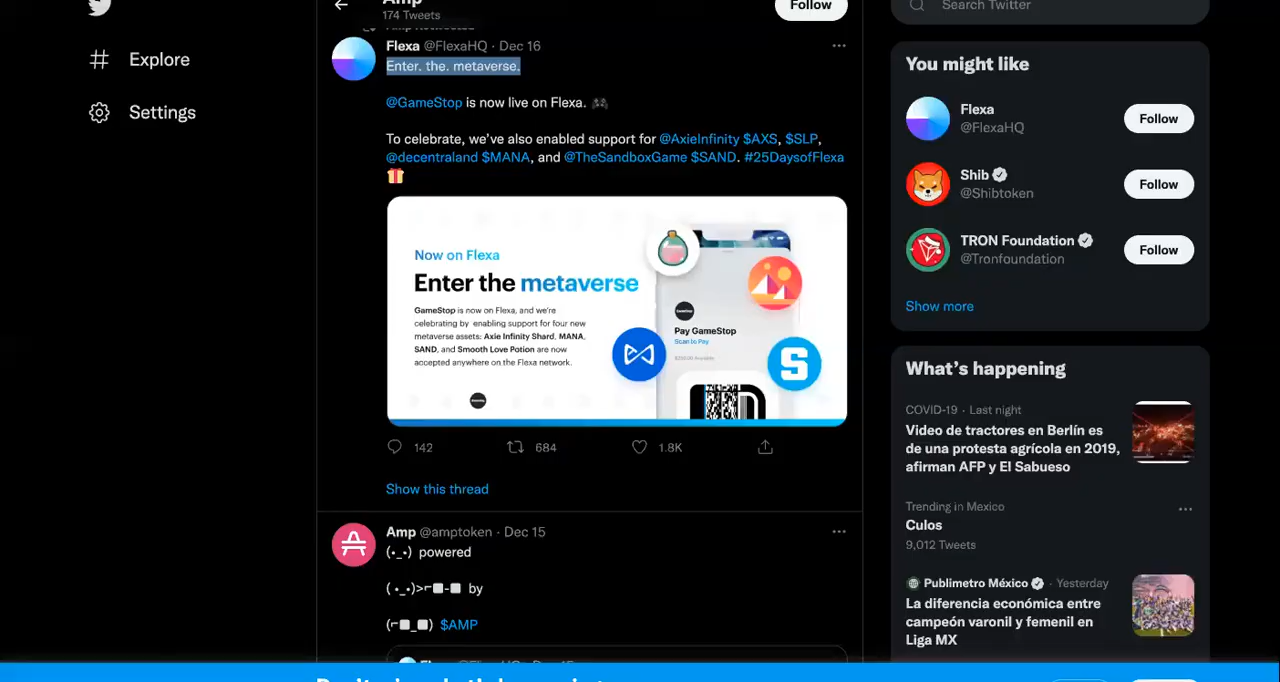 Amp
174 Tweets
Follow
Search Twitter
Explore
Settings
Flexa @FlexaHQ · Dec 16
Enter. the. metaverse.
@GameStop is now live on Flexa. 🎮
To celebrate, we've also enabled support for @AxieInfinity $AXS, $SLP,
@decentraland $MANA, and @TheSandboxGame $SAND. #25DaysofFlexa
🎁
Now on Flexa
Enter the metaverse
GameStop is now on Flexa, and we're
celebrating by enabling support for four new
metaverse assets: Axie Infinity Shard, MANA,
SAND, and Smooth Love Potion are now
accepted anywhere on the Flexa network.
Pay GameStop
Scan to Pay
S
142
684
1.8K
Show this thread
Amp @amptoken · Dec 15
(•_•) powered
( •_•)>⌐■-■ by
(⌐■_■) $AMP
You might like
Flexa
@FlexaHQ
Follow
Shib
@Shibtoken
Follow
TRON Foundation
@Tronfoundation
Follow
Show more
What's happening
COVID-19 · Last night
Video de tractores en Berlín es
de una protesta agrícola en 2019,
afirman AFP y El Sabueso
Trending in Mexico
Culos
9,012 Tweets
Publimetro México · Yesterday
La diferencia económica entre
campeón varonil y femenil en
Liga MX